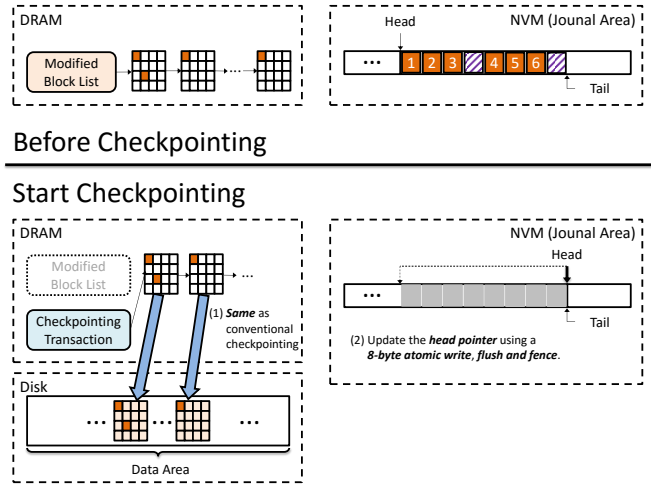 DRAM
Modified
Block List
...
NVM (Jounal Area)
Head
... 1 2 3 4 5 6
Tail
Before Checkpointing
Start Checkpointing
DRAM
Modified
Block List
...
Checkpointing
Transaction
(1) Same as
conventional
checkpointing
Disk
... ... ...
Data Area
NVM (Jounal Area)
Head
...
Tail
(2) Update the head pointer using a
8-byte atomic write, flush and fence.